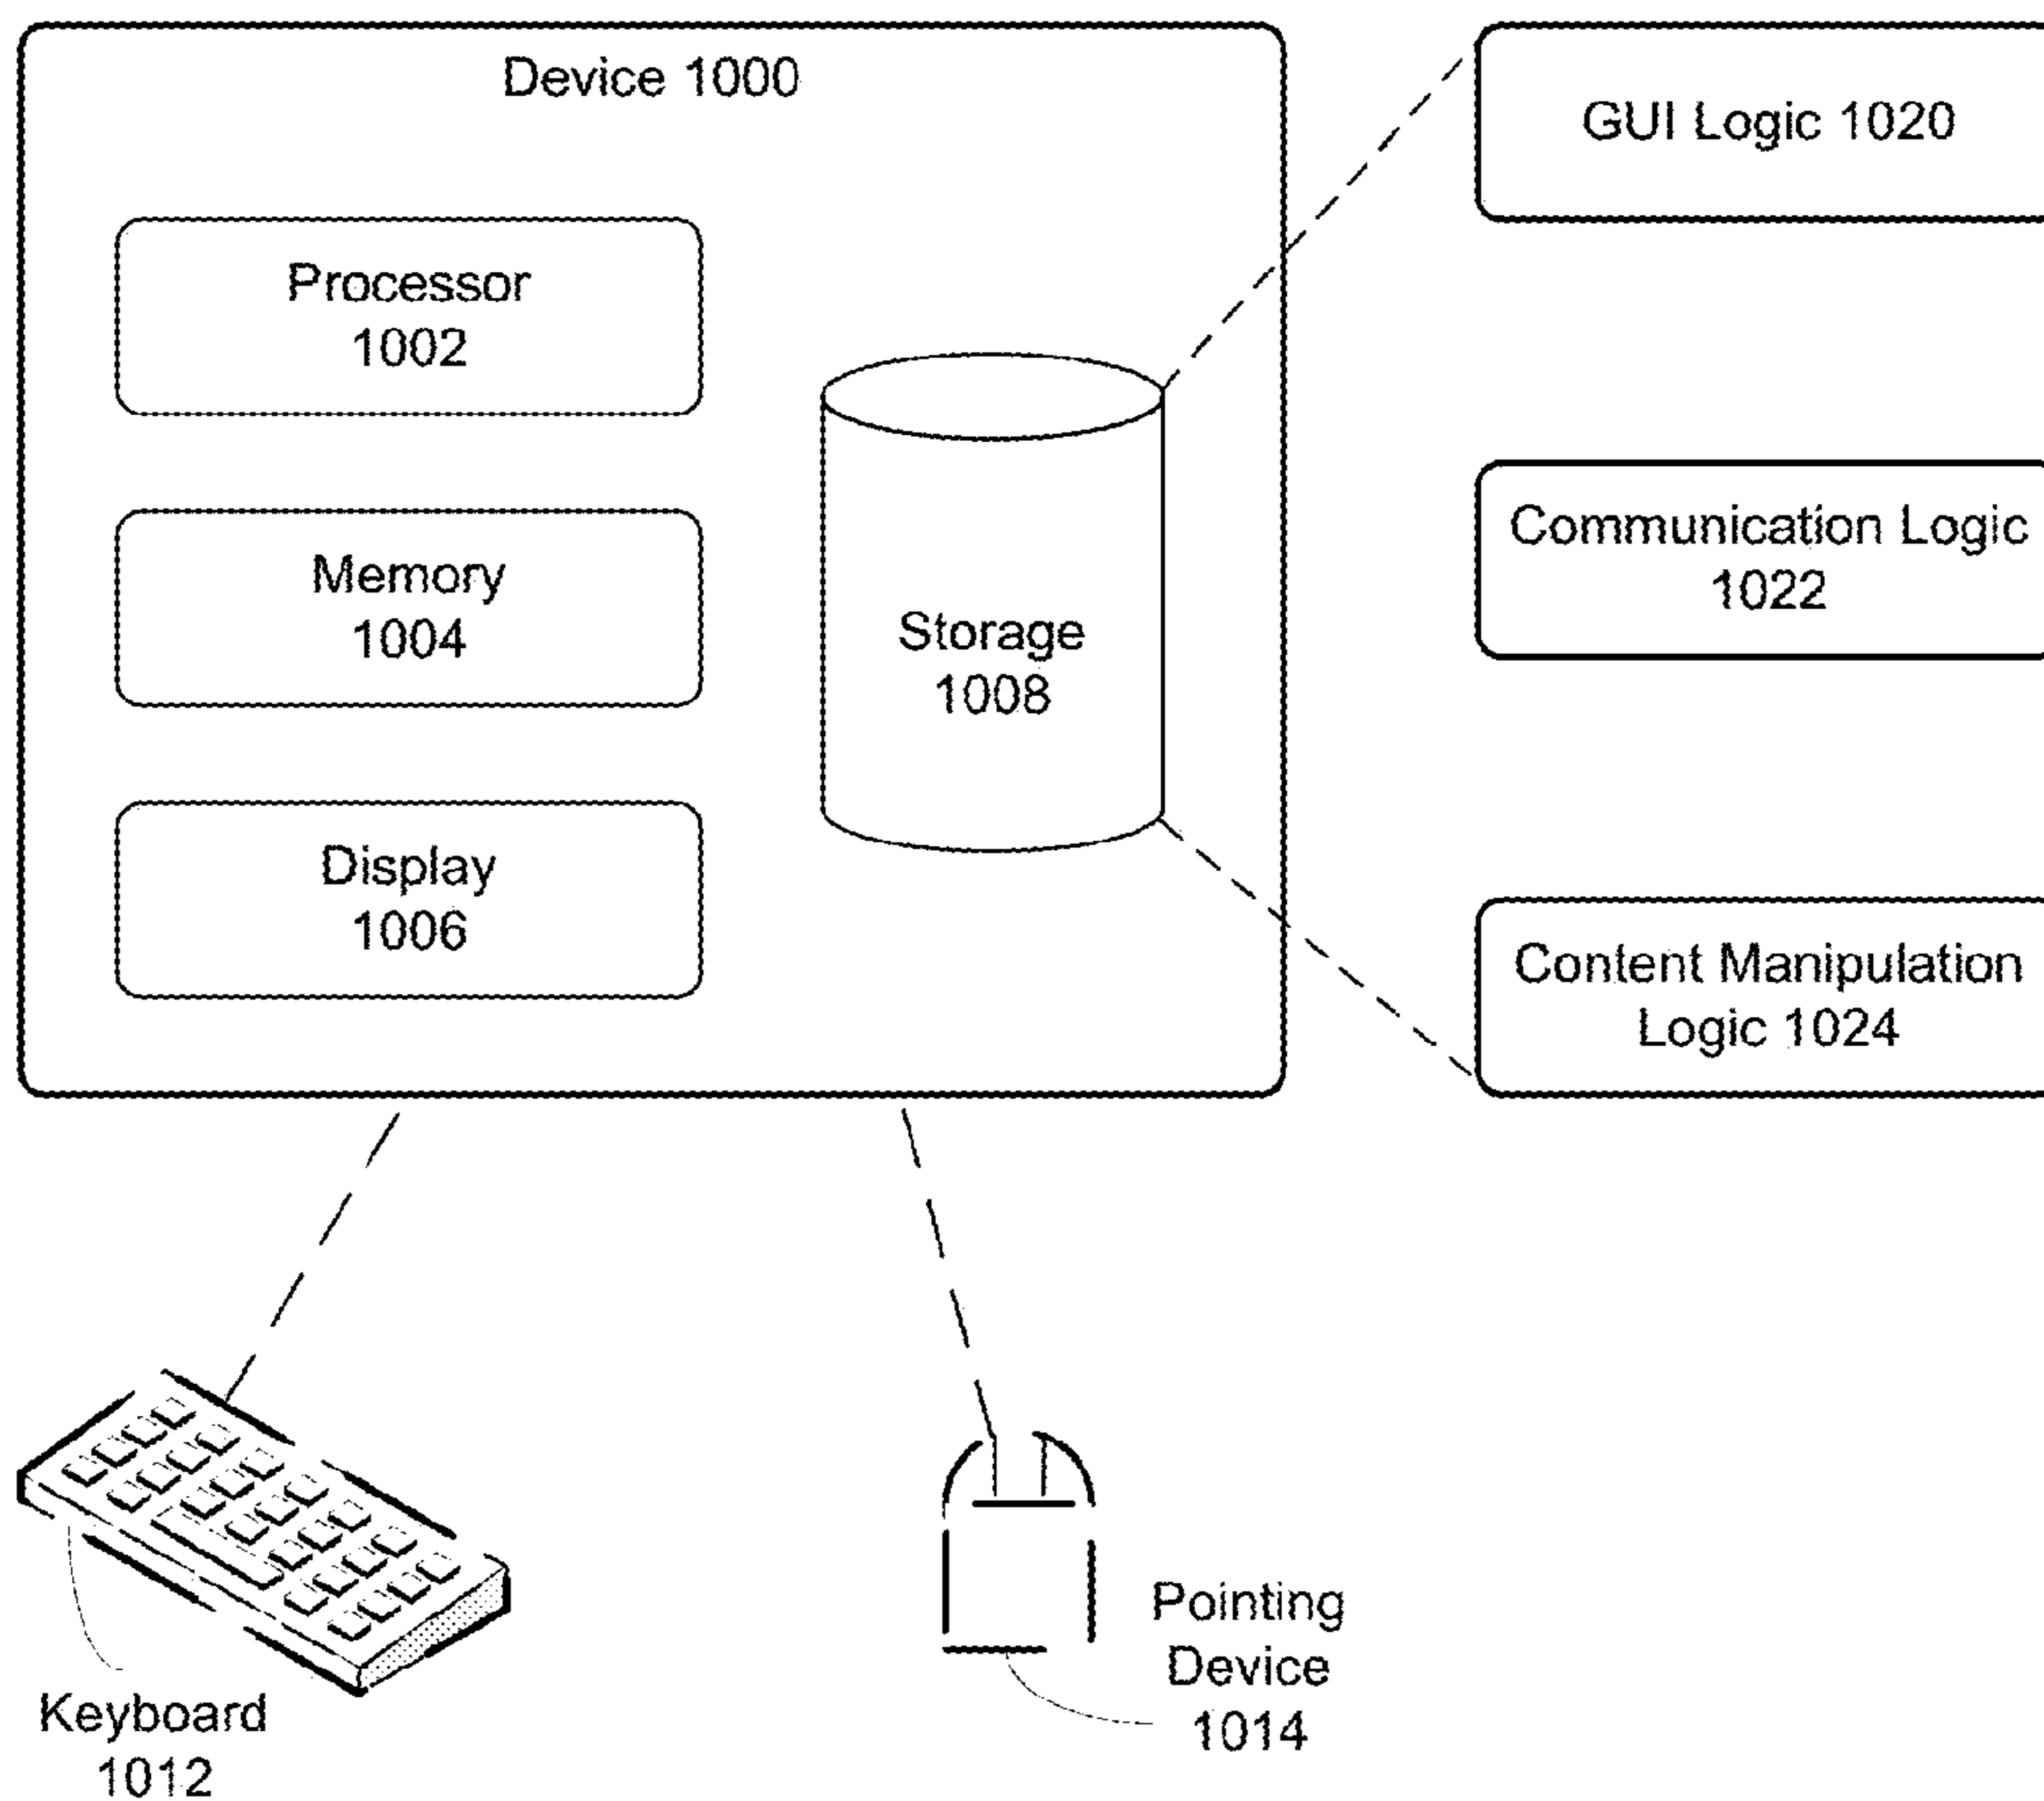 Device 1000
GUI Logic 1020
Processor
1002
Communication Logic
1022
Memory
1004
Storage
1008
Display
1006
Content Manipulation
Logic 1024
Keyboard
1012
Pointing
Device
1014